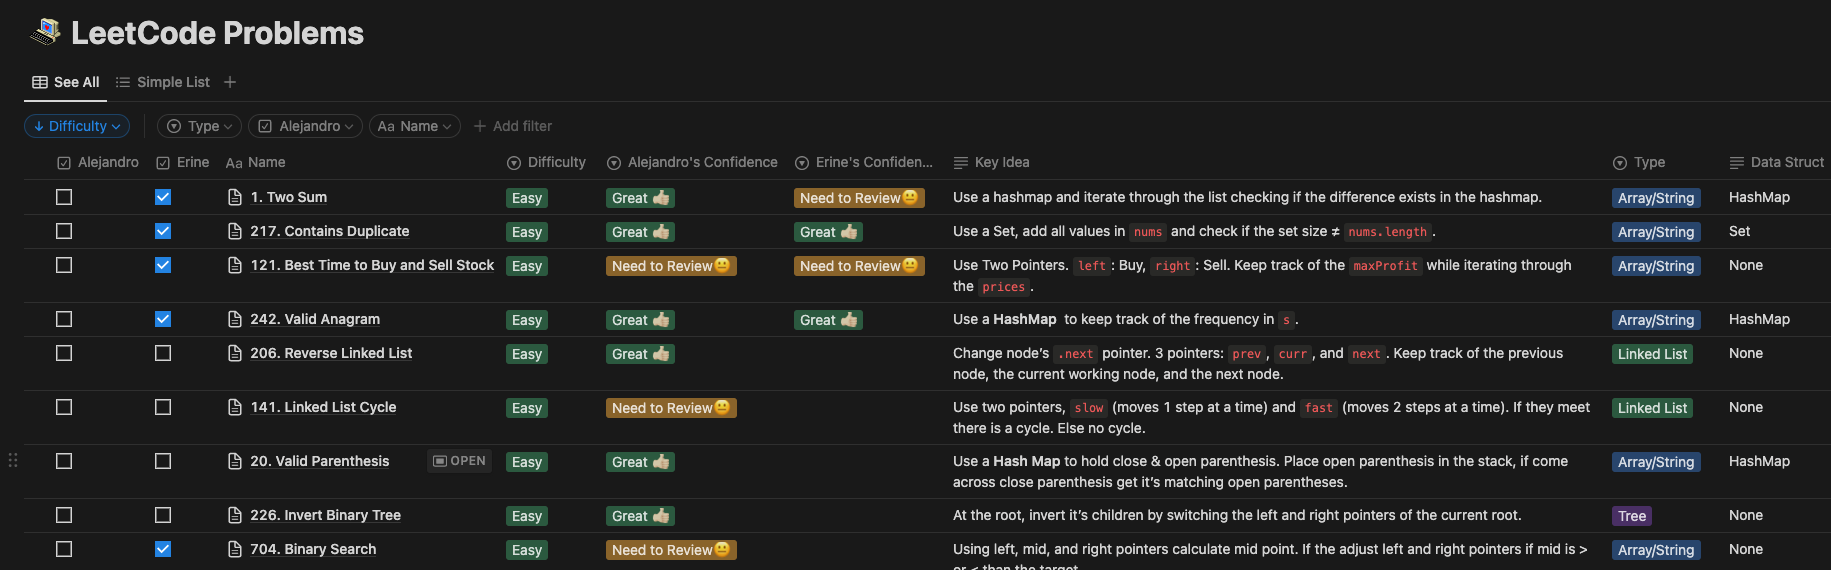 LeetCode Problems
See All Simple List
Difficulty Type Alejandro Aa Name Add filter
Alejandro Erine Aa Name Difficulty Alejandro's Confidence Erine's Confiden... Key Idea Type Data Struct
1. Two Sum Easy Great 👍🏼 Need to Review😐 Use a hashmap and iterate through the list checking if the difference exists in the hashmap. Array/String HashMap
217. Contains Duplicate Easy Great 👍🏼 Great 👍🏼 Use a Set, add all values in nums and check if the set size ≠ nums.length. Array/String Set
121. Best Time to Buy and Sell Stock Easy Need to Review😐 Need to Review😐 Use Two Pointers. left: Buy, right: Sell. Keep track of the maxProfit while iterating through Array/String None
the prices.
242. Valid Anagram Easy Great 👍🏼 Great 👍🏼 Use a HashMap to keep track of the frequency in s. Array/String HashMap
206. Reverse Linked List Easy Great 👍🏼 Change node’s .next pointer. 3 pointers: prev, curr, and next. Keep track of the previous Linked List None
node, the current working node, and the next node.
141. Linked List Cycle Easy Need to Review😐 Use two pointers, slow (moves 1 step at a time) and fast (moves 2 steps at a time). If they meet Linked List None
there is a cycle. Else no cycle.
20. Valid Parenthesis OPEN Easy Great 👍🏼 Use a Hash Map to hold close & open parenthesis. Place open parenthesis in the stack, if come Array/String HashMap
across close parenthesis get it’s matching open parentheses.
226. Invert Binary Tree Easy Great 👍🏼 At the root, invert it’s children by switching the left and right pointers of the current root. Tree None
704. Binary Search Easy Need to Review😐 Using left, mid, and right pointers calculate mid point. If the adjust left and right pointers if mid is > Array/String None
or < than the target